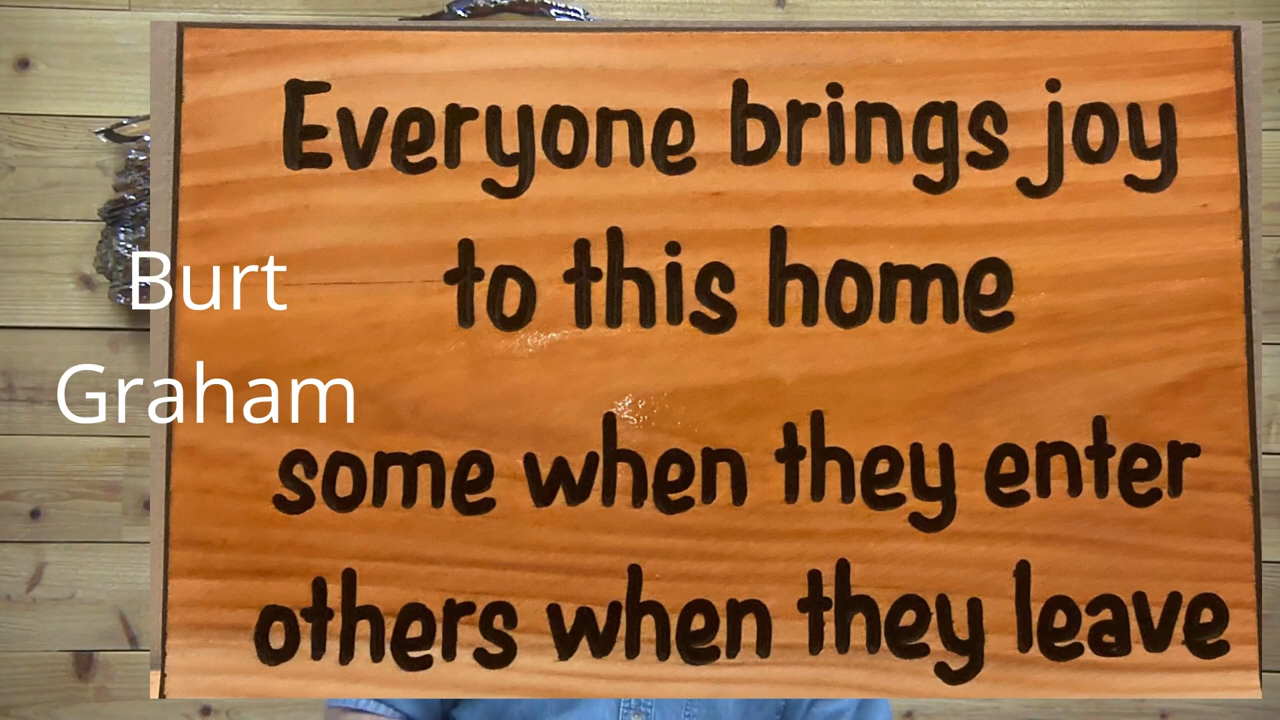 Everyone brings joy
to this home
some when they enter
others when they leave
Burt
Graham